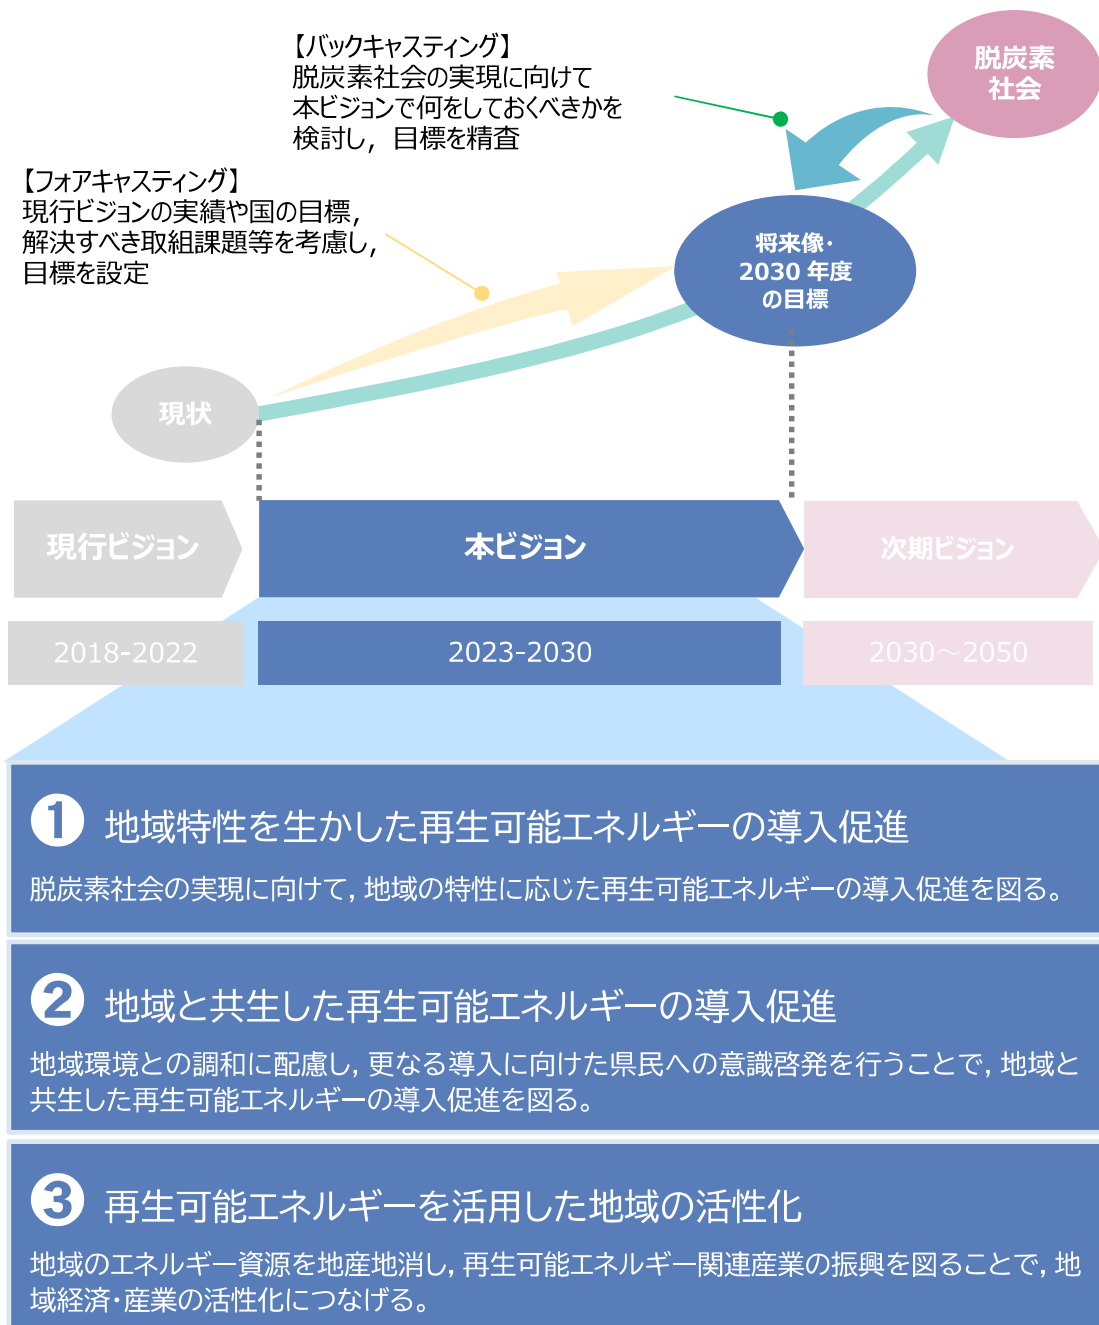 【バックキャスティング】
脱炭素社会の実現に向けて
本ビジョンで何をしておくべきかを
検討し，目標を精査
脱炭素
社会
【フォアキャスティング】
現行ビジョンの実績や国の目標，
解決すべき取組課題等を考慮し，
目標を設定
将来像・
2030 年度
の目標
現状
現行ビジョン
本ビジョン
次期ビジョン
2018-2022
2023-2030
2030～2050
❶ 地域特性を生かした再生可能エネルギーの導入促進
脱炭素社会の実現に向けて，地域の特性に応じた再生可能エネルギーの導入促進を図る。
❷ 地域と共生した再生可能エネルギーの導入促進
地域環境との調和に配慮し，更なる導入に向けた県民への意識啓発を行うことで，地域と
共生した再生可能エネルギーの導入促進を図る。
❸ 再生可能エネルギーを活用した地域の活性化
地域のエネルギー資源を地産地消し，再生可能エネルギー関連産業の振興を図ることで，地
域経済・産業の活性化につなげる。